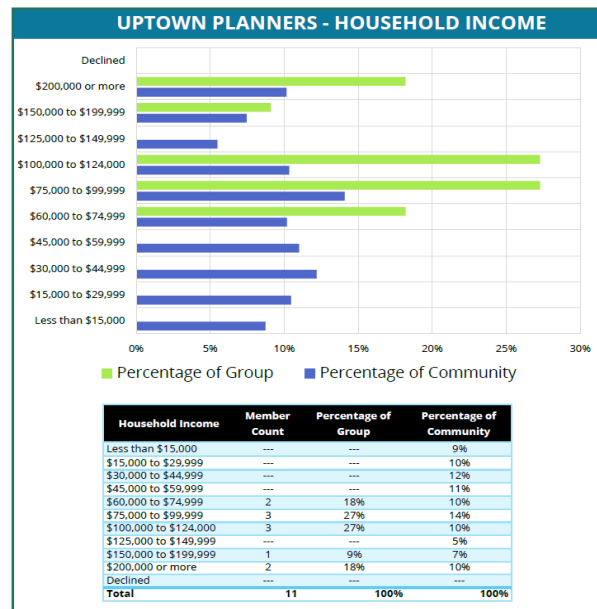 UPTOWN PLANNERS - HOUSEHOLD INCOME
Declined
$200,000 or more
$150,000 to $199,999
$125,000 to $149,999
$100,000 to $124,000
$75,000 to $99,999
$60,000 to $74,999
$45,000 to $59,999
$30,000 to $44,999
$15,000 to $29,999
Less than $15,000
0% 5% 10% 15% 20% 25% 30%
Percentage of Group Percentage of Community
Household Income Member Count Percentage of Group Percentage of Community
Less than $15,000 --- --- 9%
$15,000 to $29,999 --- --- 10%
$30,000 to $44,999 --- --- 12%
$45,000 to $59,999 --- --- 11%
$60,000 to $74,999 2 18% 10%
$75,000 to $99,999 3 27% 14%
$100,000 to $124,000 3 27% 10%
$125,000 to $149,999 --- --- 5%
$150,000 to $199,999 1 9% 7%
$200,000 or more 2 18% 10%
Declined --- --- ---
Total 11 100% 100%